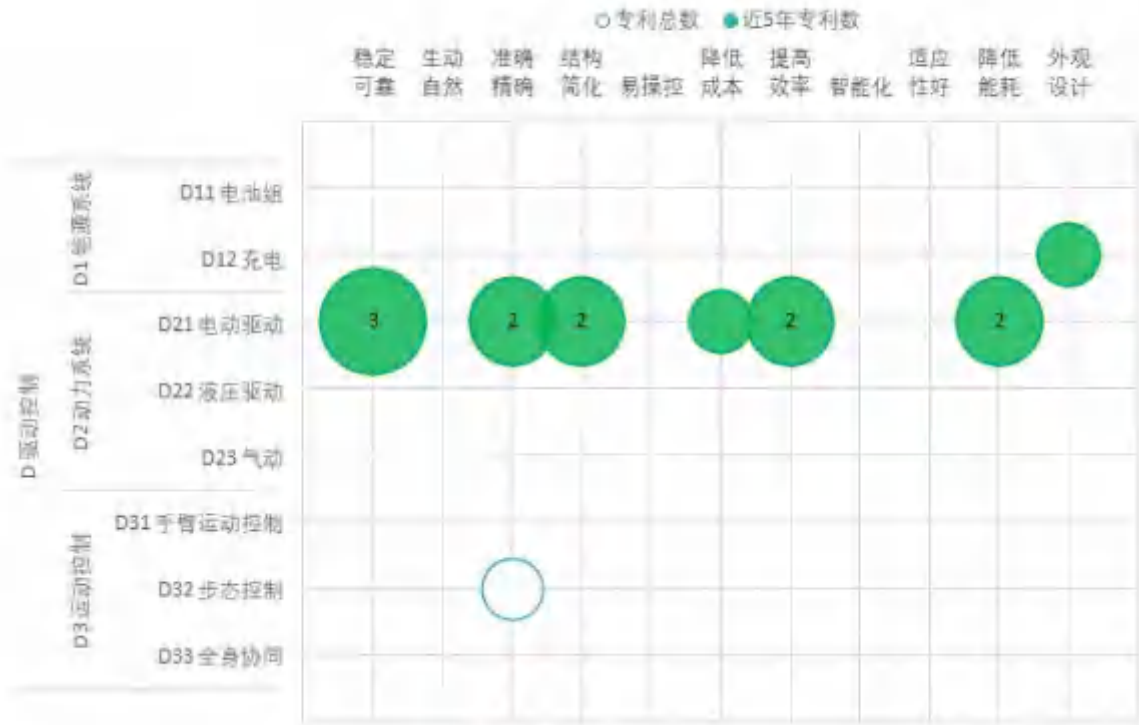 专利总数 近5年专利数
稳定 生动 准确 结构 降低 提高 适应 降低 外观
可靠 自然 精确 简化 易操控 成本 效率 智能化 性好 能耗 设计
D 驱动控制
D1 能源系统
D11 电池组
D12 充电
D2 动力系统
D21 电动驱动
3 2 2 2 2
D22 液压驱动
D23 气动
D3 运动控制
D31 手臂运动控制
D32 步态控制
D33 全身协同